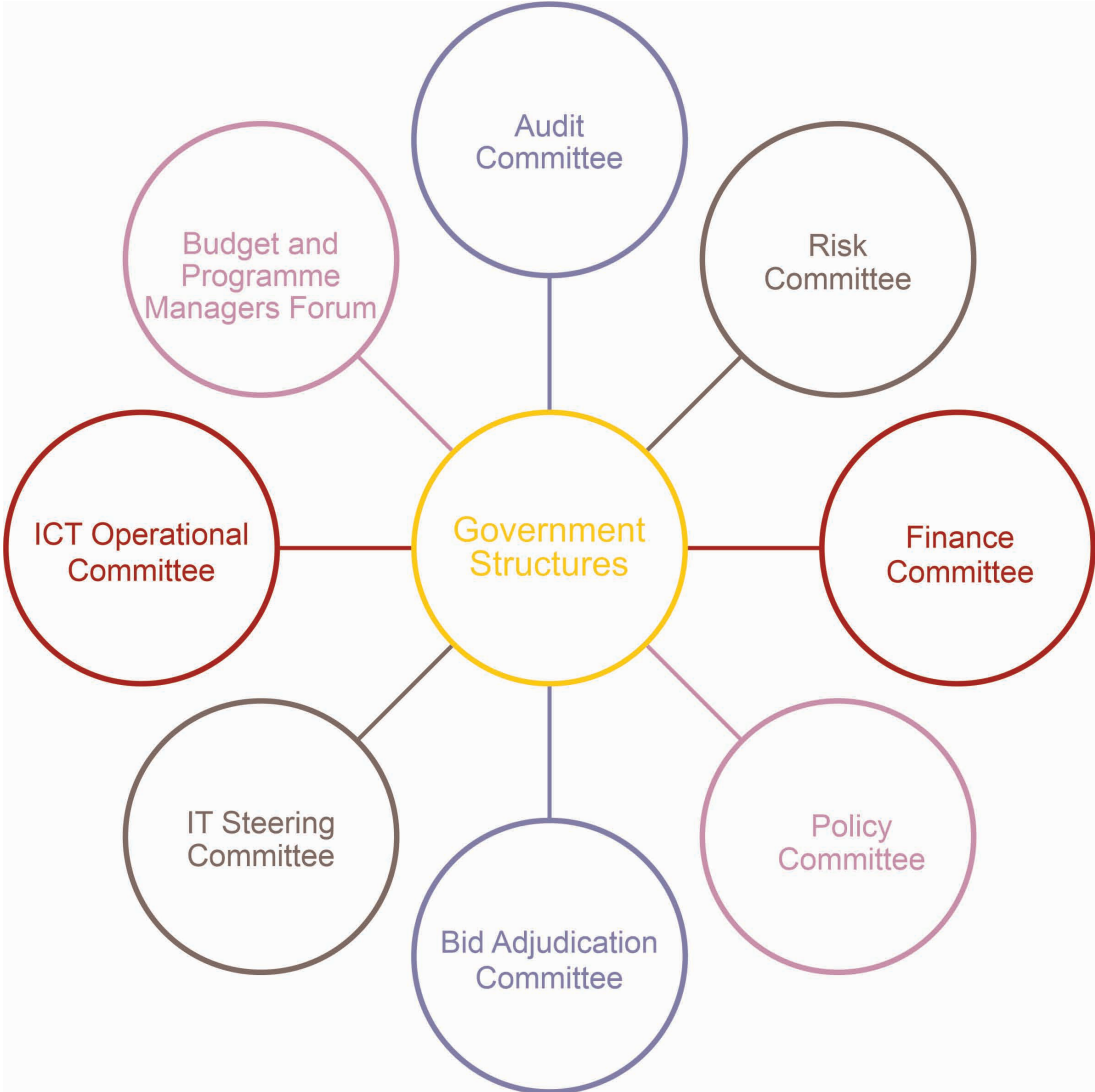 Audit
Committee
Budget and
Programme
Managers Forum
Risk
Committee
ICT Operational
Committee
Government
Structures
Finance
Committee
IT Steering
Committee
Policy
Committee
Bid Adjudication
Committee